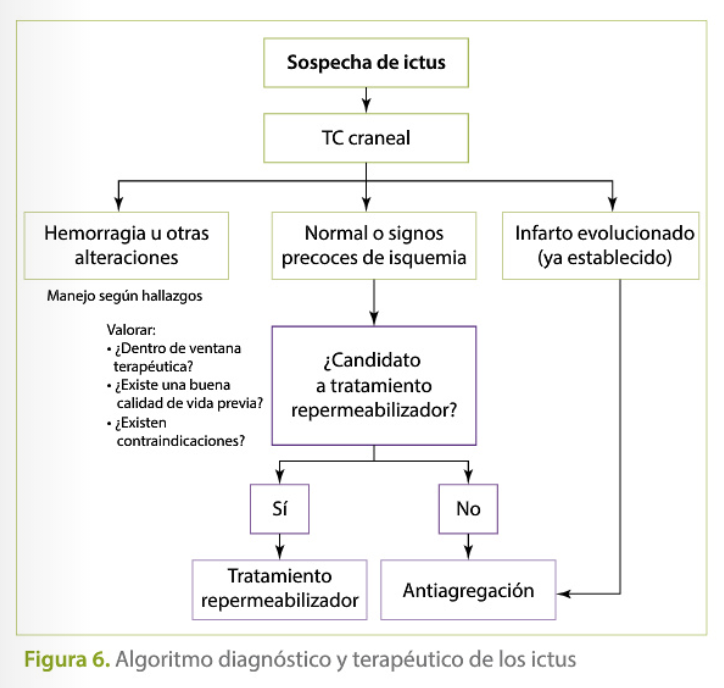 Sospecha de ictus
TC craneal
Hemorragia u otras
alteraciones
Normal o signos
precoces de isquemia
Infarto evolucionado
(ya establecido)
Manejo según hallazgos
Valorar:
• ¿Dentro de ventana
terapéutica?
• ¿Existe una buena
calidad de vida previa?
• ¿Existen
contraindicaciones?
¿Candidato
a tratamiento
repermeabilizador?
Sí
No
Tratamiento
repermeabilizador
Antiagregación
Figura 6. Algoritmo diagnóstico y terapéutico de los ictus